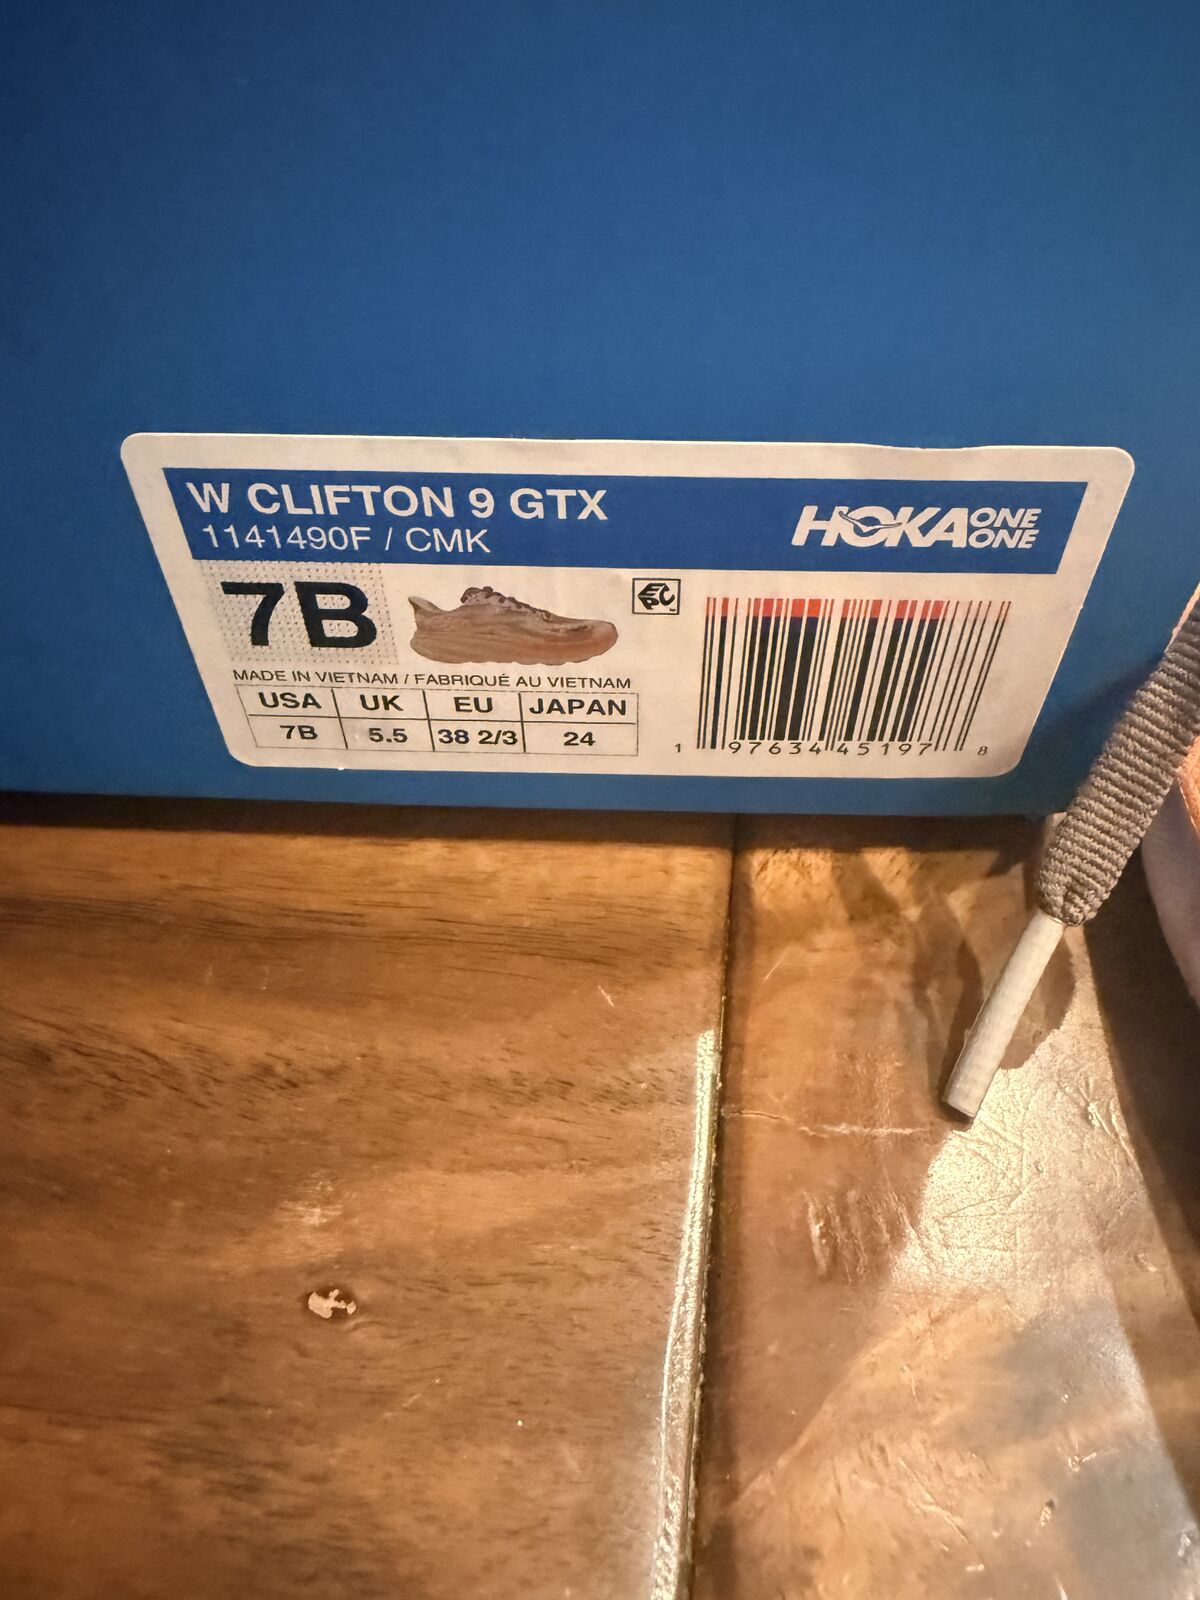 W CLIFTON 9 GTX
1141490F / CMK
HOKA ONE ONE
7B
EPC
MADE IN VIETNAM / FABRIQUÉ AU VIETNAM
USA UK EU JAPAN
7B 5.5 38 2/3 24
1 97634 45197 8